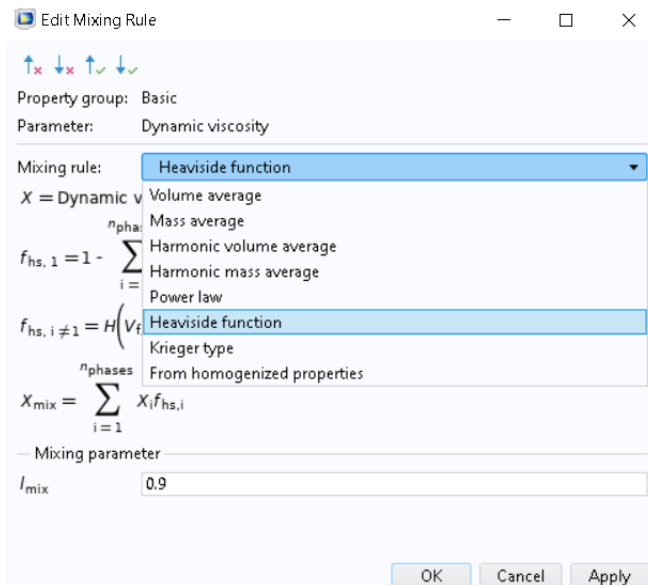 Edit Mixing Rule
Property group: Basic
Parameter: Dynamic viscosity
Mixing rule: Heaviside function
X = Dynamic v
Volume average
Mass average
Harmonic volume average
Harmonic mass average
Power law
Heaviside function
Krieger type
From homogenized properties
n_pha
f_hs, 1 = 1 - ∑
i =
f_hs, i ≠ 1 = H(V_f
n_phases
X_mix = ∑ X_i f_hs,i
i = 1
Mixing parameter
l_mix 0.9
OK Cancel Apply